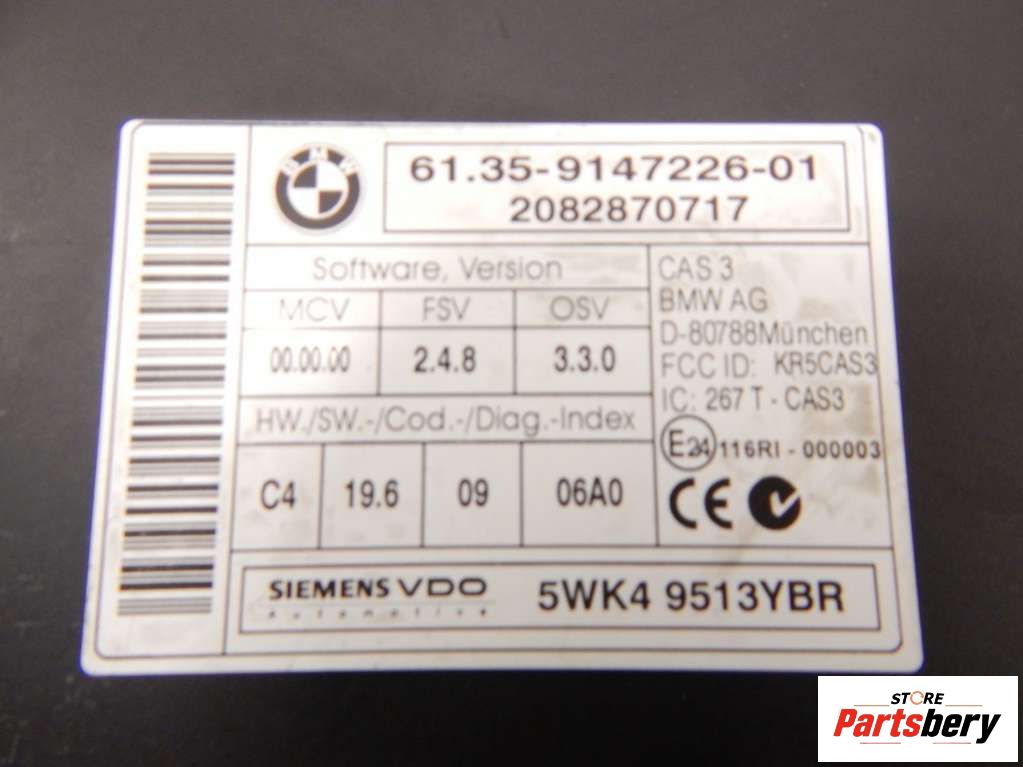 BMW
61.35-9147226-01
2082870717
Software, Version
MCV FSV OSV
00.00.00 2.4.8 3.3.0
HW./SW.-/Cod.-/Diag.-Index
C4 19.6 09 06A0
CAS 3
BMW AG
D-80788München
FCC ID: KR5CAS3
IC: 267 T - CAS3
E24 116RI - 000003
CE
SIEMENS VDO
Automotive
5WK4 9513YBR
STORE
Partsbery